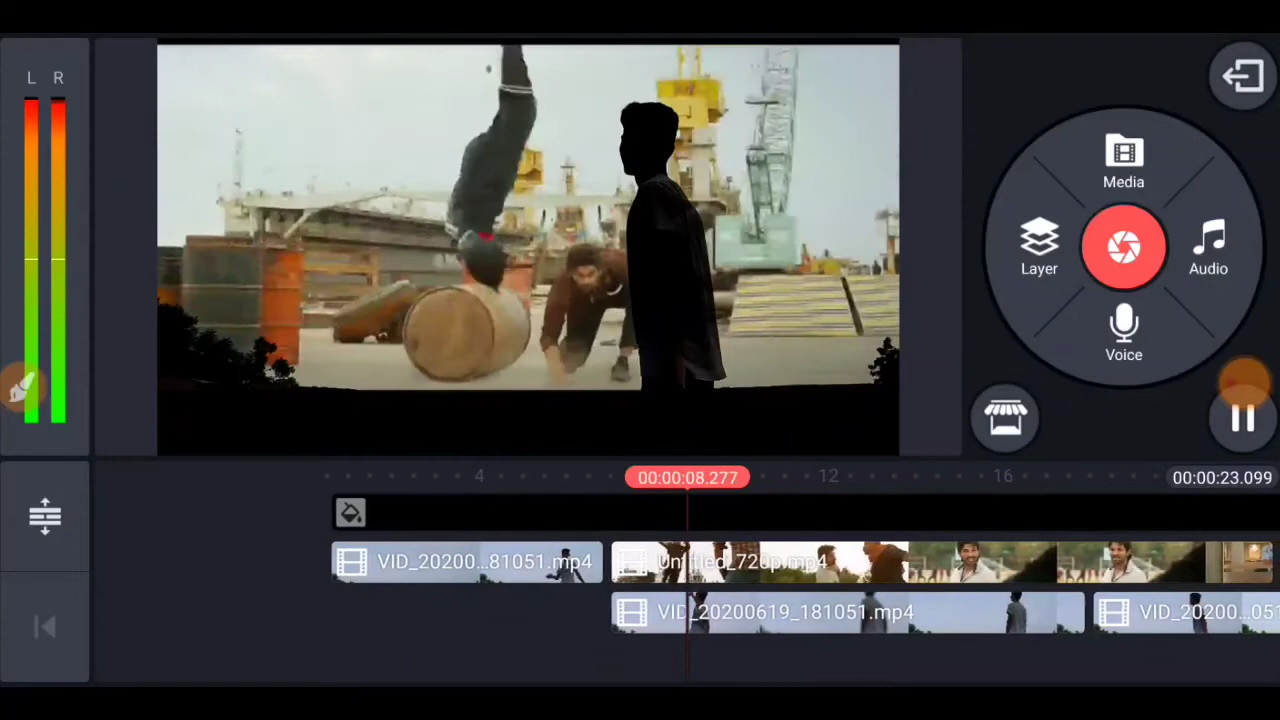 L R
Media
Layer
Audio
Voice
4
00:00:08.277
12
16
00:00:23.099
VID_20200...81051.mp4
Untitled_720p.mp4
VID_20200619_181051.mp4
VID_20200...051